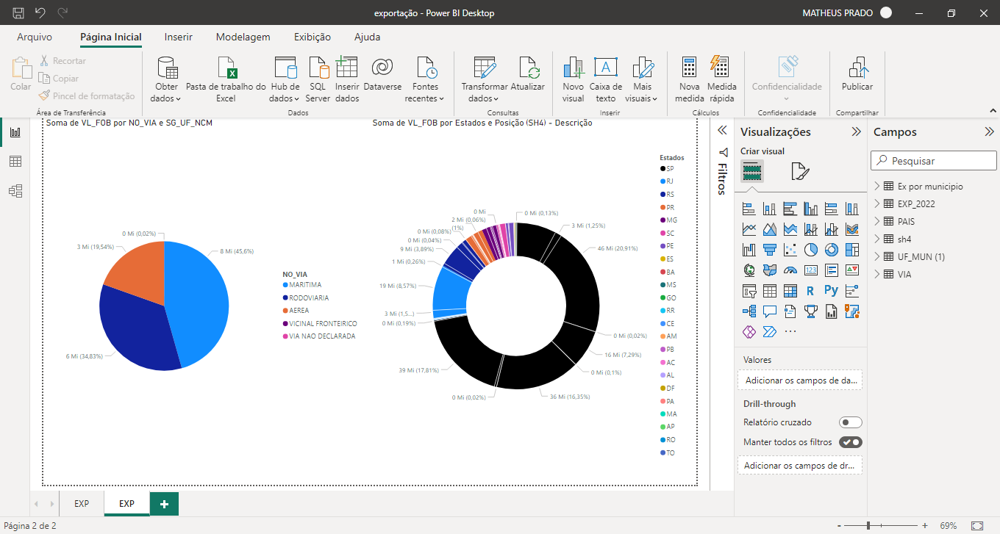 exportação - Power BI Desktop
MATHEUS PRADO
Arquivo
Página Inicial
Inserir
Modelagem
Exibição
Ajuda
Colar
Recortar
Copiar
Pincel de formatação
Área de Transferência
Obter
dados
Pasta de trabalho do
Excel
Hub de
dados
SQL
Server
Inserir
dados
Dataverse
Fontes
recentes
Dados
Transformar
dados
Atualizar
Consultas
Novo
visual
Caixa de
texto
Mais
visuais
Inserir
Nova
medida
Medida
rápida
Cálculos
Confidencialidade
Confidencialidade
Publicar
Compartilhar
Soma de VL_FOB por NO_VIA e SG_UF_NCM
0 Mi (0,02%)
3 Mi (19,54%)
8 Mi (45,6%)
6 Mi (34,83%)
NO_VIA
MARITIMA
RODOVIARIA
AEREA
VICINAL FRONTEIRICO
VIA NAO DECLARADA
Soma de VL_FOB por Estados e Posição (SH4) - Descrição
0 Mi
0 Mi (0,13%)
2 Mi (0,06%)
(1%)
3 Mi (1,25%)
0 Mi (0,08%)
0 Mi (0,04%)
9 Mi (3,89%)
46 Mi (20,91%)
1 Mi (0,26%)
19 Mi (8,57%)
3 Mi (1,5...)
0 Mi (0,19%)
0 Mi (0,02%)
16 Mi (7,29%)
39 Mi (17,81%)
0 Mi (0,1%)
0 Mi (0,02%)
36 Mi (16,35%)
Estados
SP
RJ
RS
PR
MG
SC
PE
ES
BA
MS
GO
RR
CE
AM
PB
AC
AL
DF
PA
MA
AP
RO
TO
Filtros
Visualizações
Criar visual
123
R
Py
Valores
Adicionar os campos de da...
Drill-through
Relatório cruzado
Manter todos os filtros
Adicionar os campos de dr...
Campos
Pesquisar
Ex por municipio
EXP_2022
PAIS
sh4
UF_MUN (1)
VIA
EXP
EXP
Página 2 de 2
69%